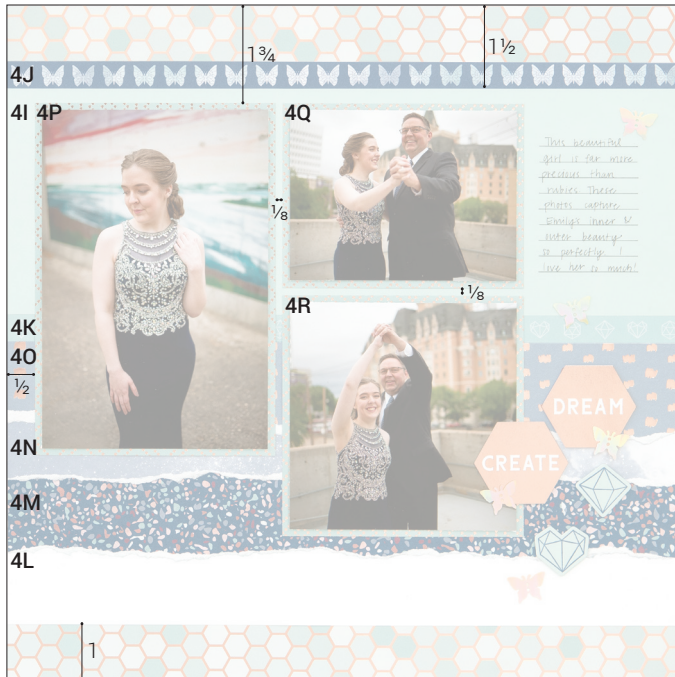 1¾
1½
4J
4I 4P
4Q
This beautiful
girl is far more
precious than
rubies. These
photos capture
Emily's inner &
outer beauty
so perfectly. I
love her so much!
⅛
⅛
4R
4K
4O
½
DREAM
4N
CREATE
4M
4L
1